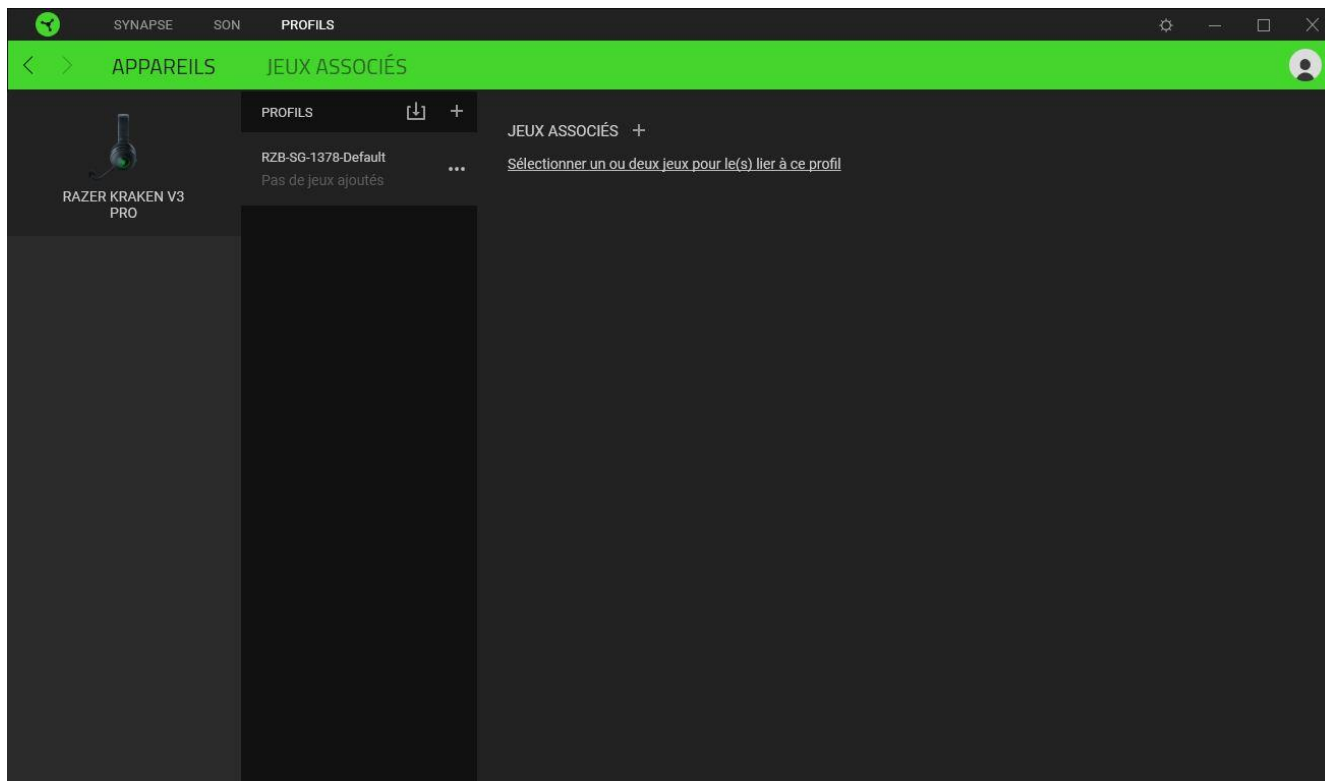 SYNAPSE SON PROFILS
APPAREILS JEUX ASSOCIÉS
RAZER KRAKEN V3
PRO
PROFILS
RZB-SG-1378-Default
Pas de jeux ajoutés
JEUX ASSOCIÉS
Sélectionner un ou deux jeux pour le(s) lier à ce profil